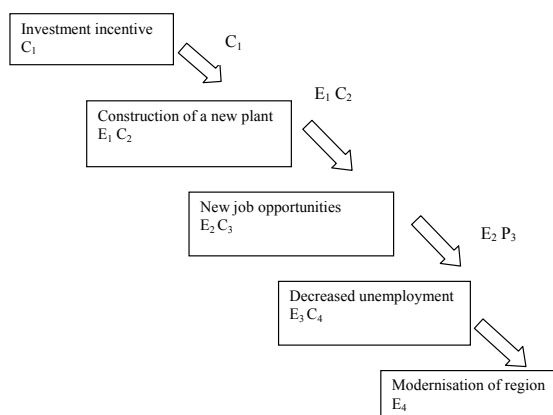 Investment incentive
C₁
C₁
Construction of a new plant
E₁ C₂
E₁ C₂
New job opportunities
E₂ C₃
E₂ P₃
Decreased unemployment
E₃ C₄
Modernisation of region
E₄